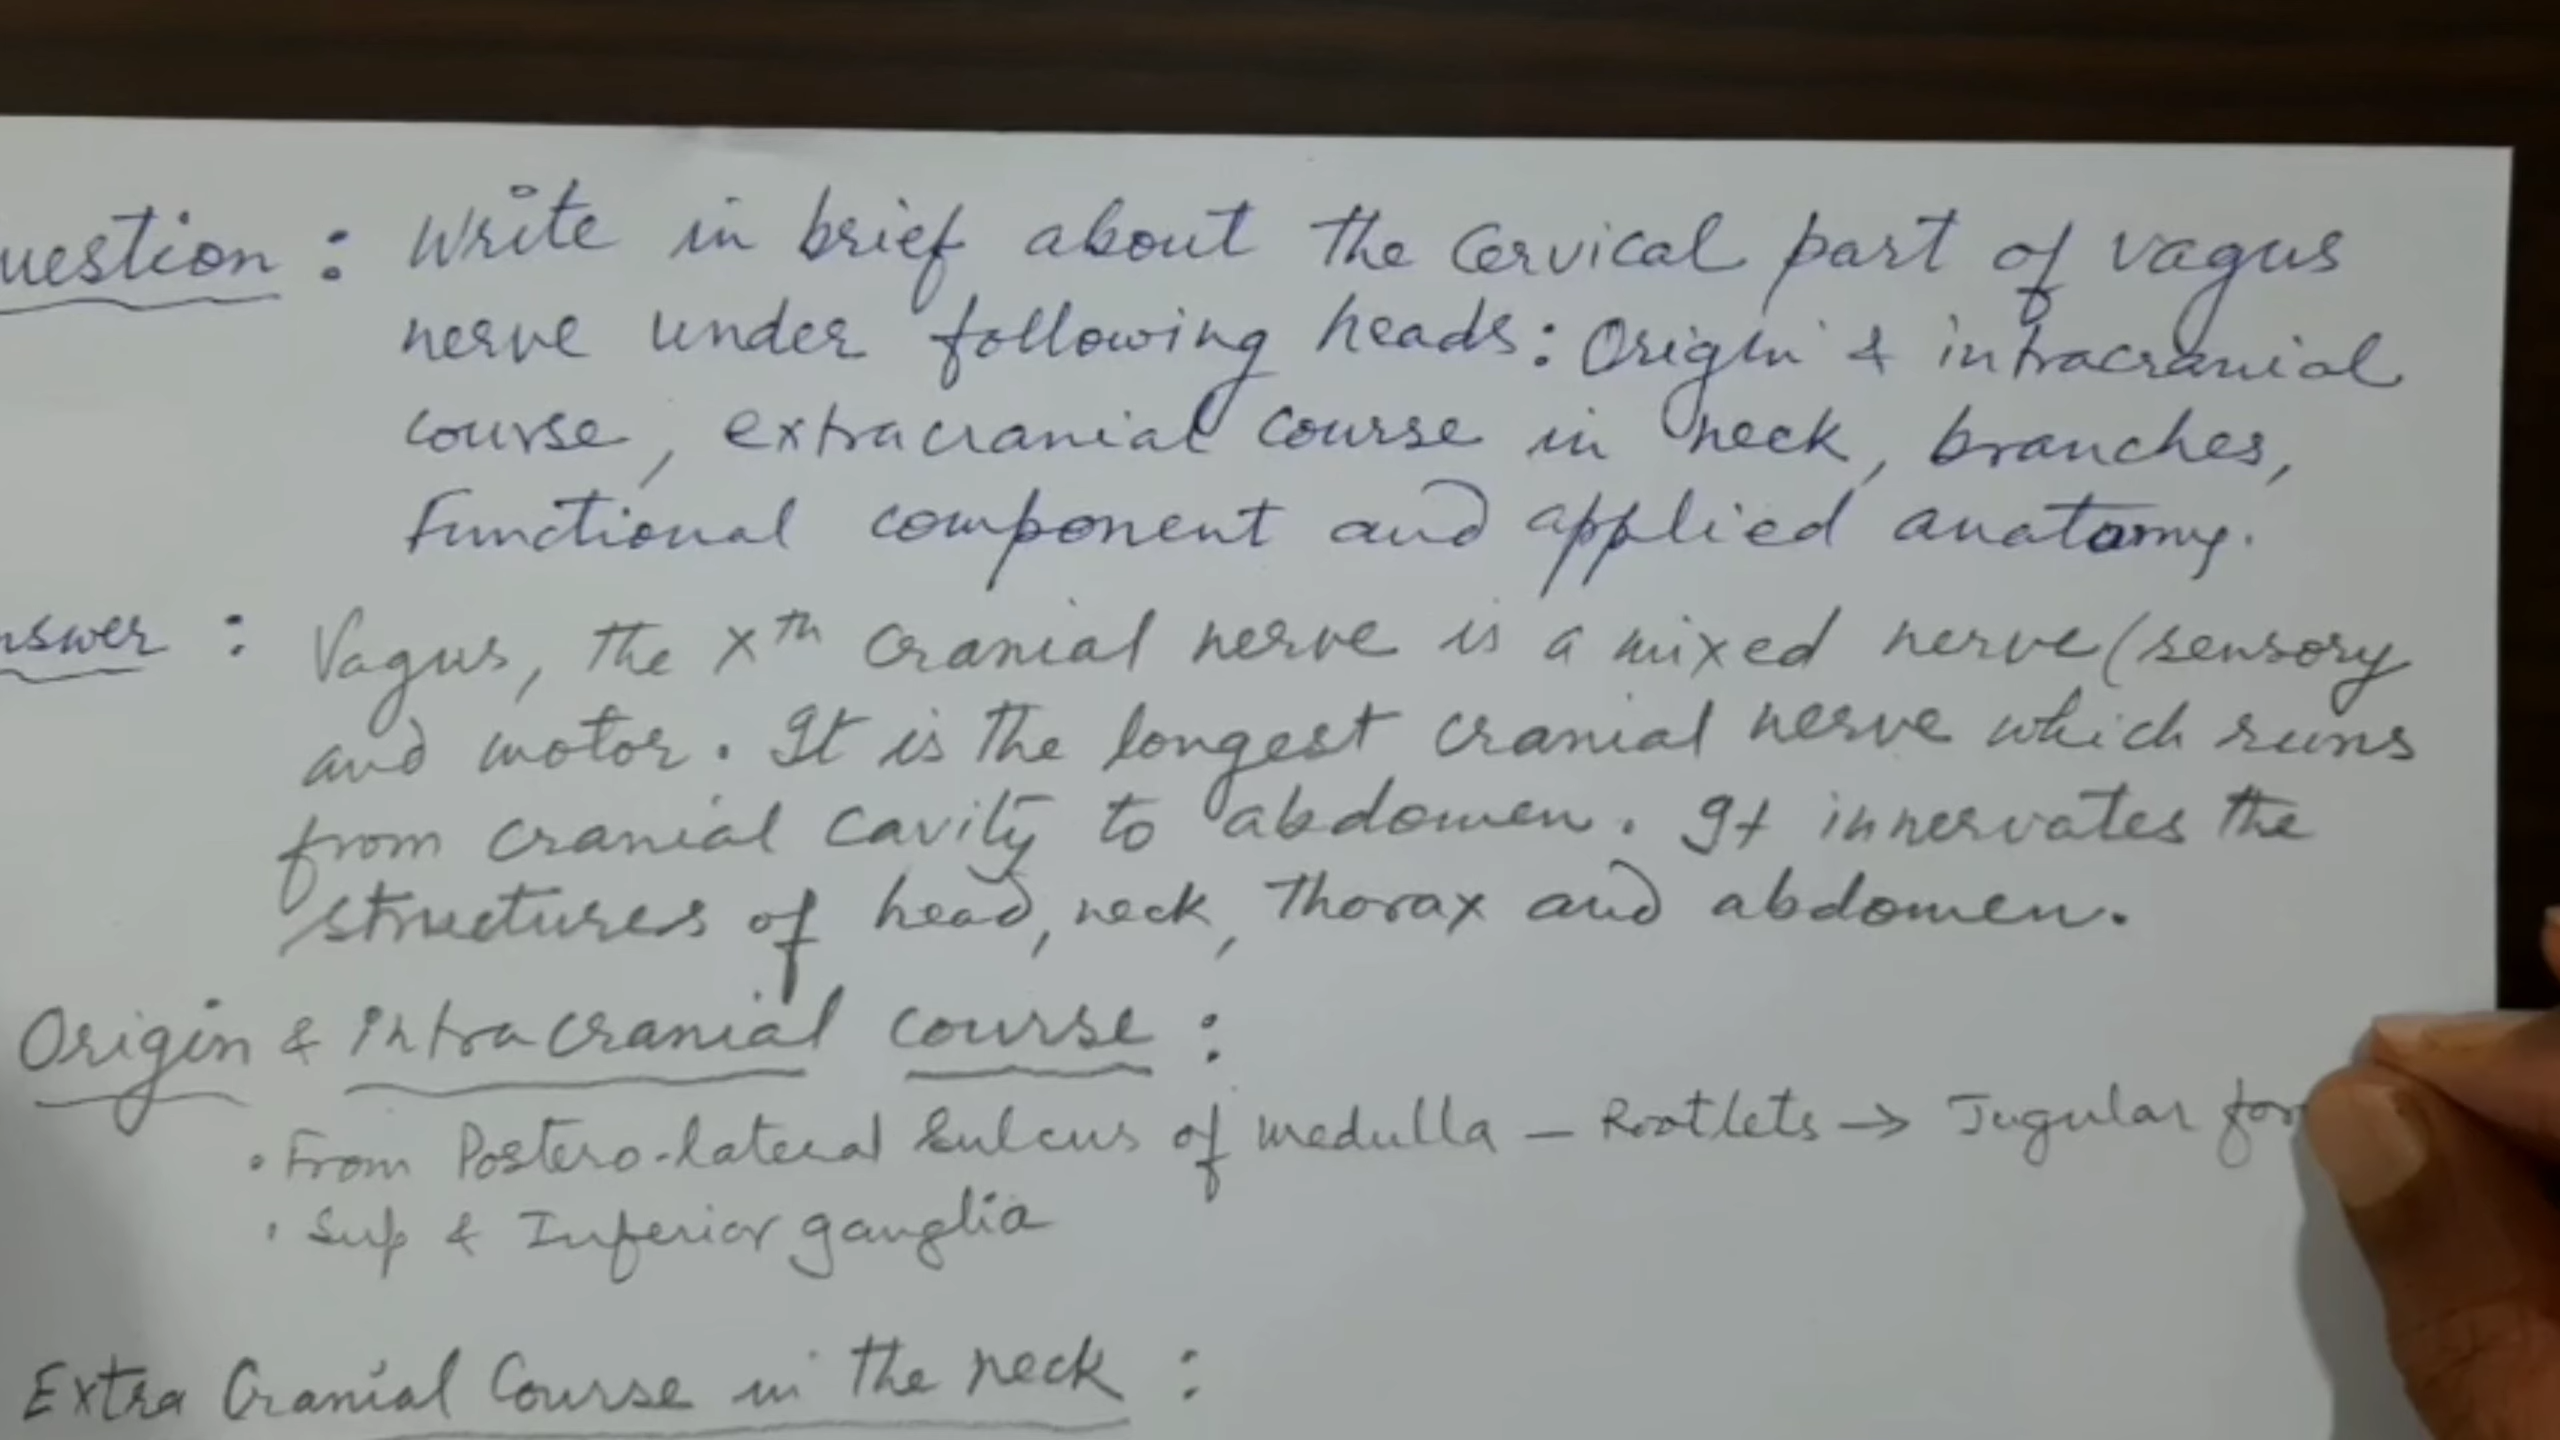 uestion : Write in brief about the Cervical part of vagus
nerve under following heads: Origin & intracranial
course, extracranial course in neck, branches,
Functional component and applied anatomy.
nswer : Vagus, the Xth cranial nerve is a mixed nerve (sensory
and motor. It is the longest cranial nerve which runs
from cranial cavity to abdomen. It innervates the
structures of head, neck, Thorax and abdomen.
Origin & intracranial course :
• From Postero-lateral Sulcus of medulla - Rootlets → Jugular for
• Sup & Inferior ganglia
Extra Cranial Course in the neck :